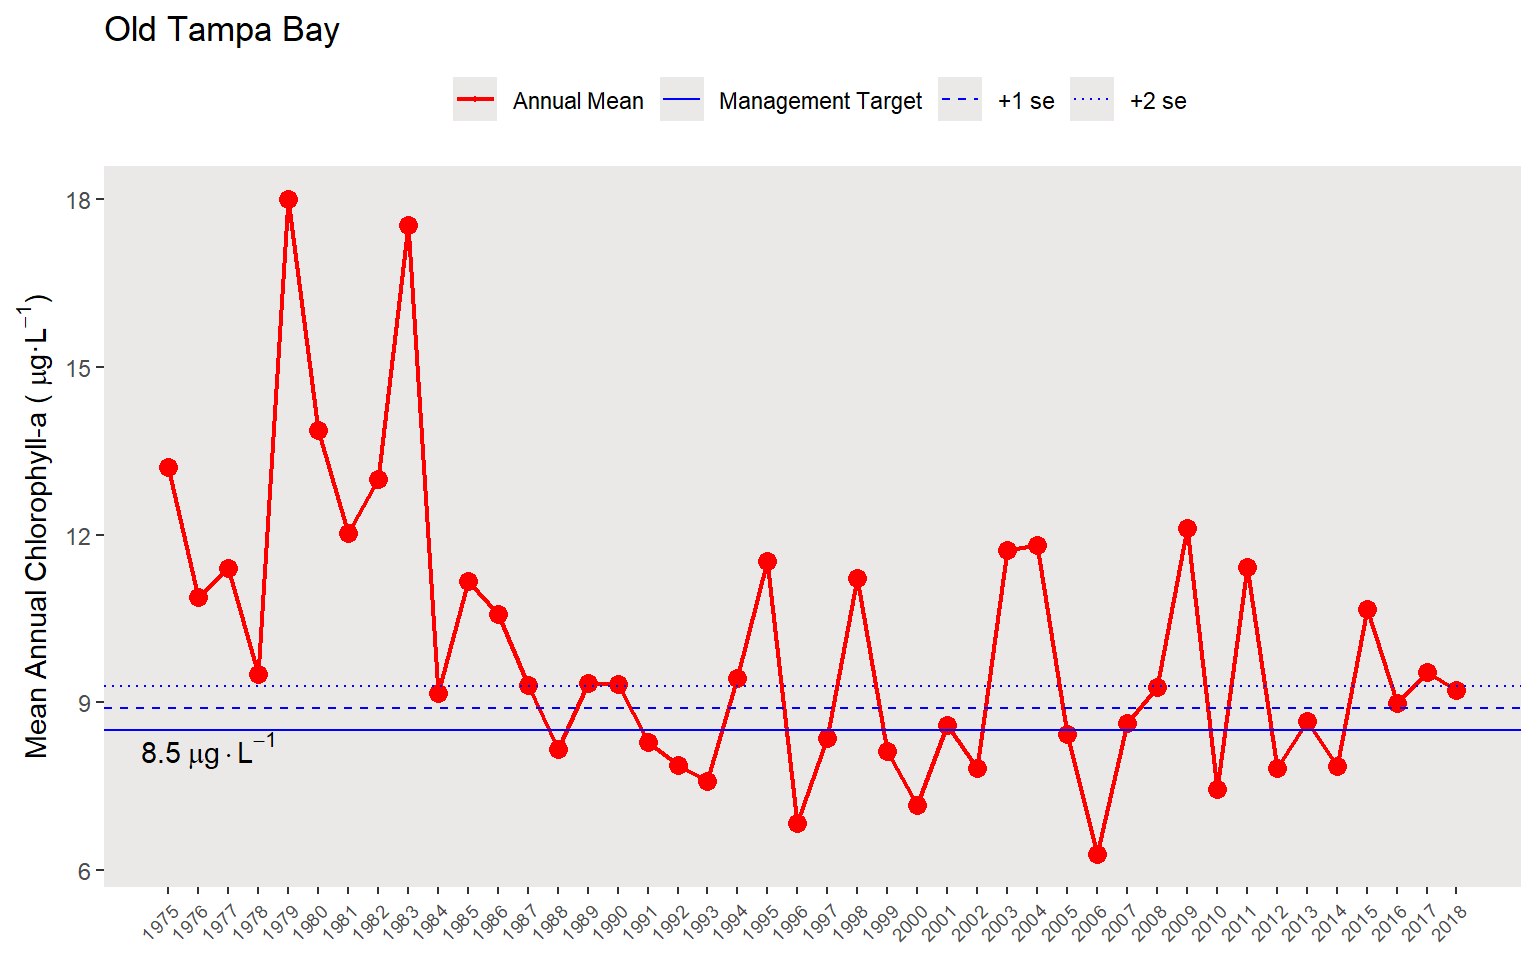 Old Tampa Bay
Annual Mean Management Target +1 se +2 se
Mean Annual Chlorophyll-a ( μg·L⁻¹)
18
15
12
9
6
8.5 μg · L⁻¹
1975 1976 1977 1978 1979 1980 1981 1982 1983 1984 1985 1986 1987 1988 1989 1990 1991 1992 1993 1994 1995 1996 1997 1998 1999 2000 2001 2002 2003 2004 2005 2006 2007 2008 2009 2010 2011 2012 2013 2014 2015 2016 2017 2018